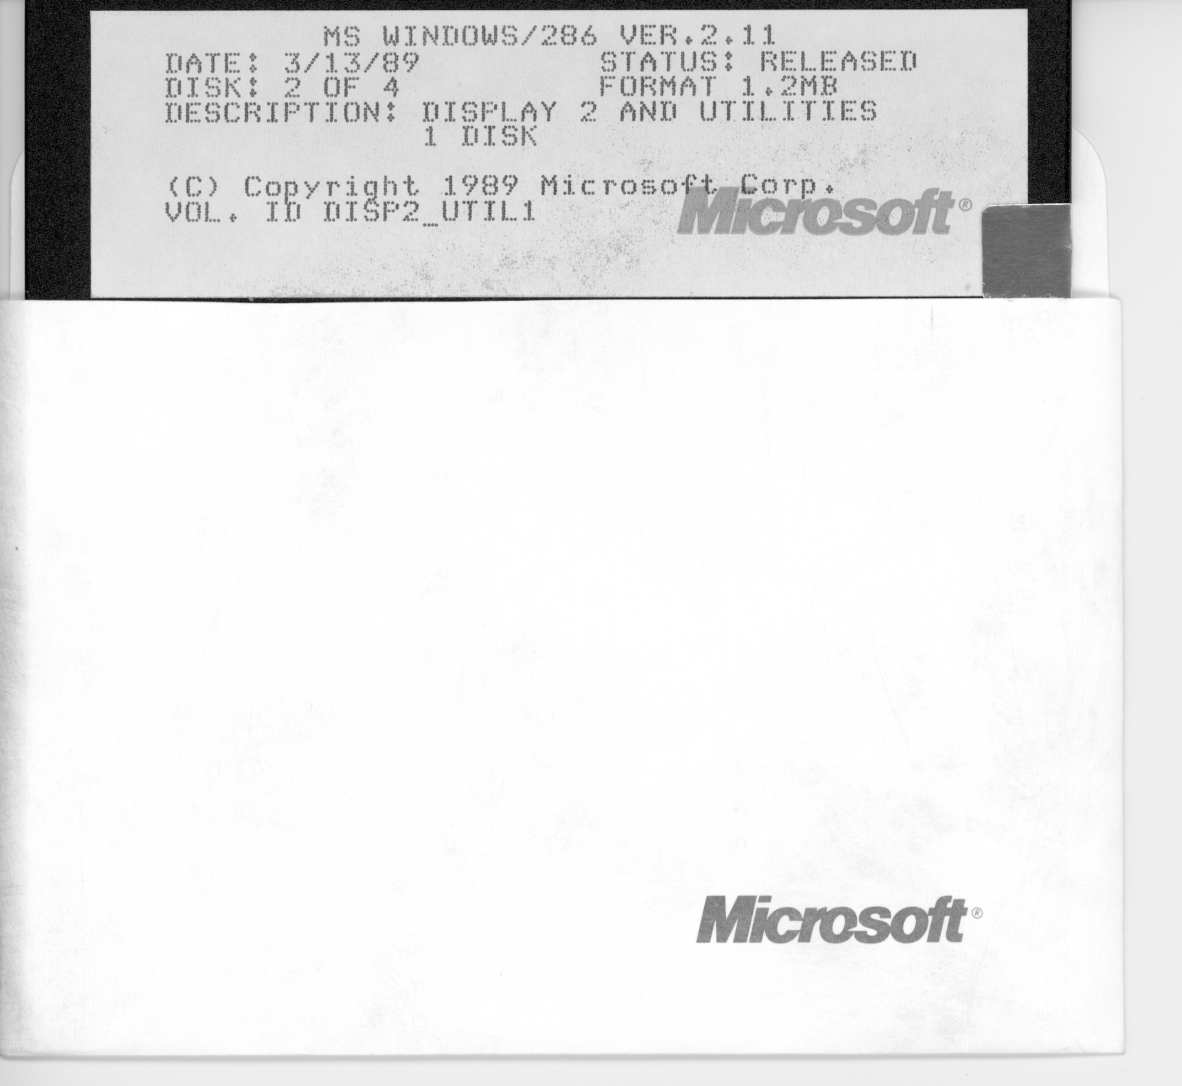 MS WINDOWS/286 VER.2.11
DATE: 3/13/89 STATUS: RELEASED
DISK: 2 OF 4 FORMAT 1.2MB
DESCRIPTION: DISPLAY 2 AND UTILITIES
1 DISK
(C) Copyright 1989 Microsoft Corp.
VOL. ID DISP2_UTIL1
Microsoft®
Microsoft®